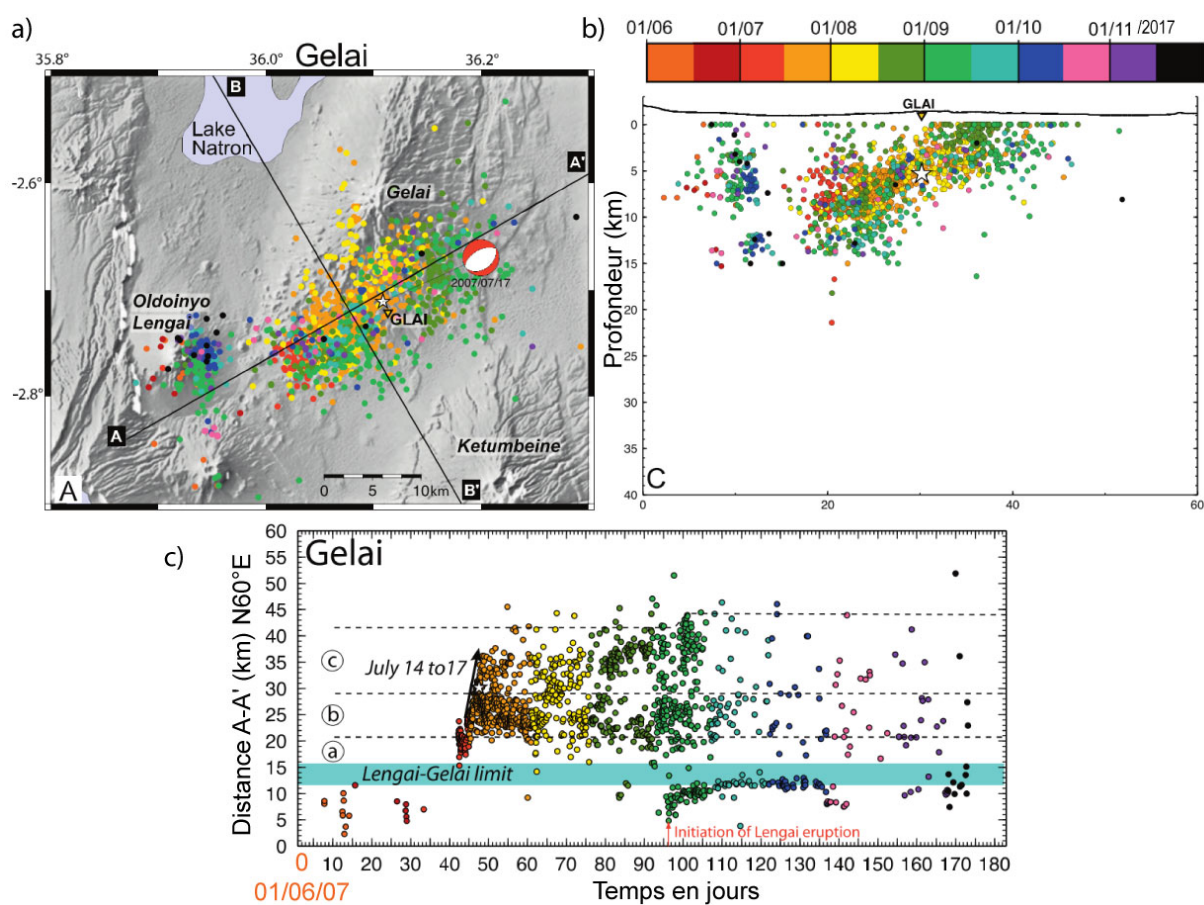 a)
Gelai
35.8°
36.0°
36.2°
B
Lake
Natron
A'
-2.6°
Gelai
2007/07/17
Oldoinyo
Lengai
GLAI
-2.8°
A
Ketumbeine
0 5 10km
A
B'
b)
01/06 01/07 01/08 01/09 01/10 01/11/2017
GLAI
Profondeur (km)
0
5
10
15
20
25
30
35
40
C
0 20 40 60
c)
Gelai
Distance A-A' (km) N60°E
60
55
50
45
40
35
30
25
20
15
10
5
0
c
July 14 to17
b
a
Lengai-Gelai limit
Initiation of Lengai eruption
0 10 20 30 40 50 60 70 80 90 100 110 120 130 140 150 160 170 180
01/06/07
Temps en jours